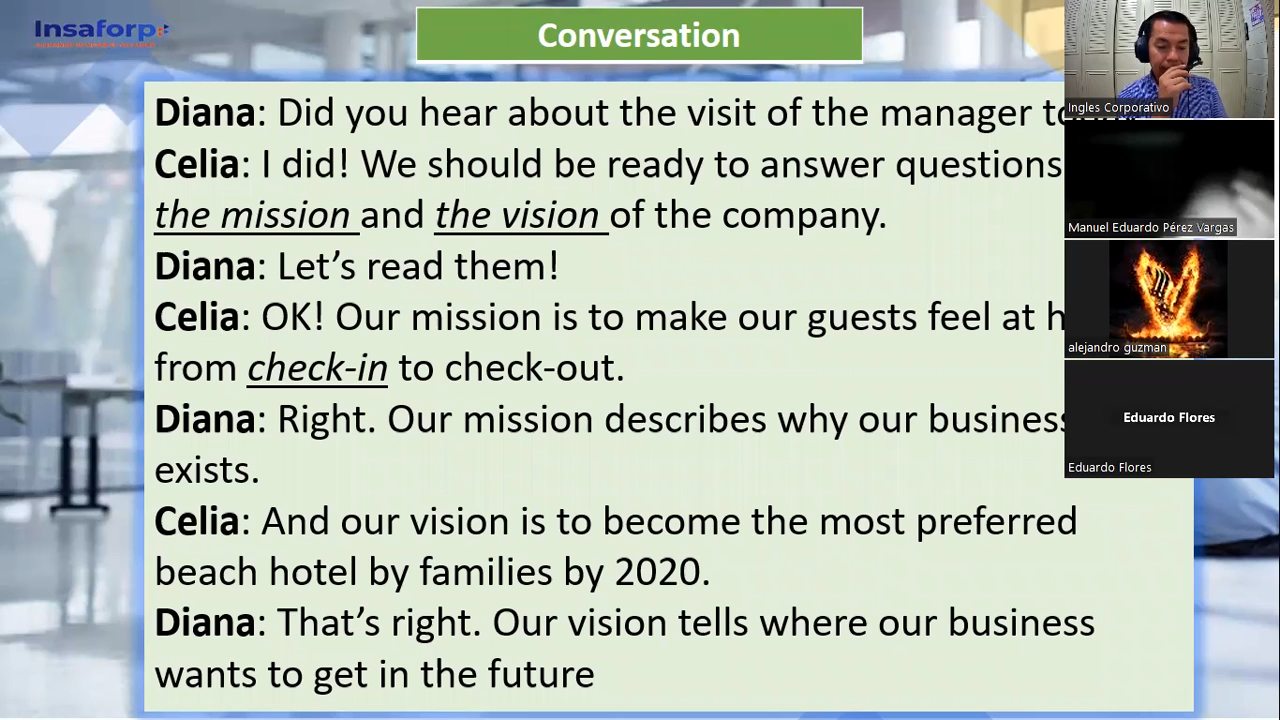 Insaforp
Conversation
Diana: Did you hear about the visit of the manager
Celia: I did! We should be ready to answer questions
the mission and the vision of the company.
Diana: Let’s read them!
Celia: OK! Our mission is to make our guests feel at
from check-in to check-out.
Diana: Right. Our mission describes why our business
exists.
Celia: And our vision is to become the most preferred
beach hotel by families by 2020.
Diana: That’s right. Our vision tells where our business
wants to get in the future
Ingles Corporativo
Manuel Eduardo Pérez Vargas
alejandro guzman
Eduardo Flores
Eduardo Flores